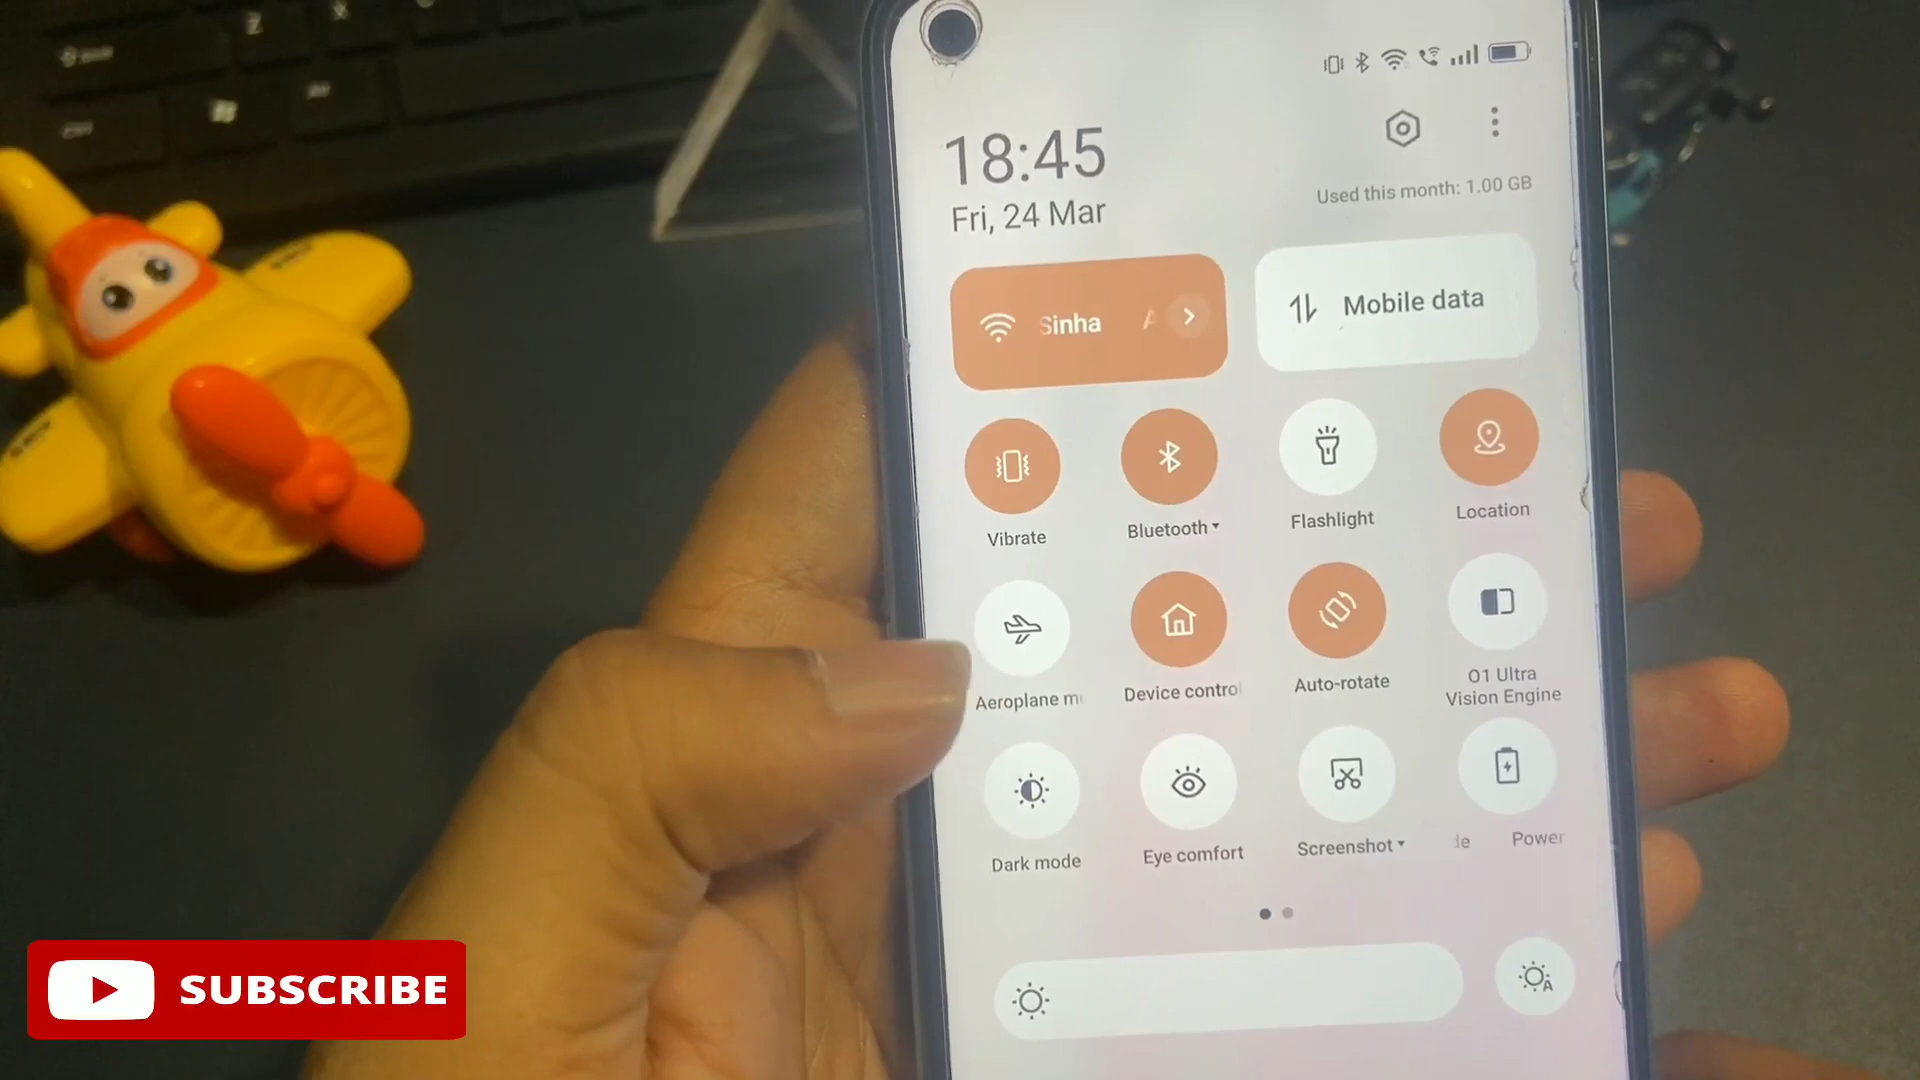 Z
X
18:45
Fri, 24 Mar
Used this month: 1.00 GB
Sinha
Mobile data
Vibrate
Bluetooth
Flashlight
Location
Aeroplane m
Device contro
Auto-rotate
O1 Ultra
Vision Engine
Dark mode
Eye comfort
Screenshot
Power
SUBSCRIBE